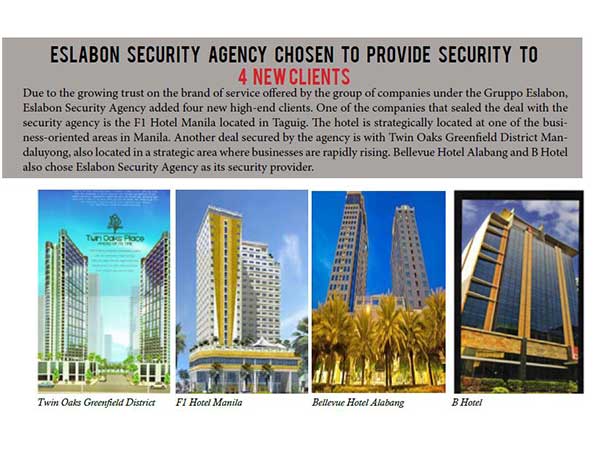 ESLABON SECURITY AGENCY CHOSEN TO PROVIDE SECURITY TO
4 NEW CLIENTS
Due to the growing trust on the brand of service offered by the group of companies under the Gruppo Eslabon,
Eslabon Security Agency added four new high-end clients. One of the companies that sealed the deal with the
security agency is the F1 Hotel Manila located in Taguig. The hotel is strategically located at one of the busi-
ness-oriented areas in Manila. Another deal secured by the agency is with Twin Oaks Greenfield District Man-
daluyong, also located in a strategic area where businesses are rapidly rising. Bellevue Hotel Alabang and B Hotel
also chose Eslabon Security Agency as its security provider.
Twin Oaks Place
Twin Oaks Greenfield District
F1 Hotel Manila
Bellevue Hotel Alabang
B Hotel